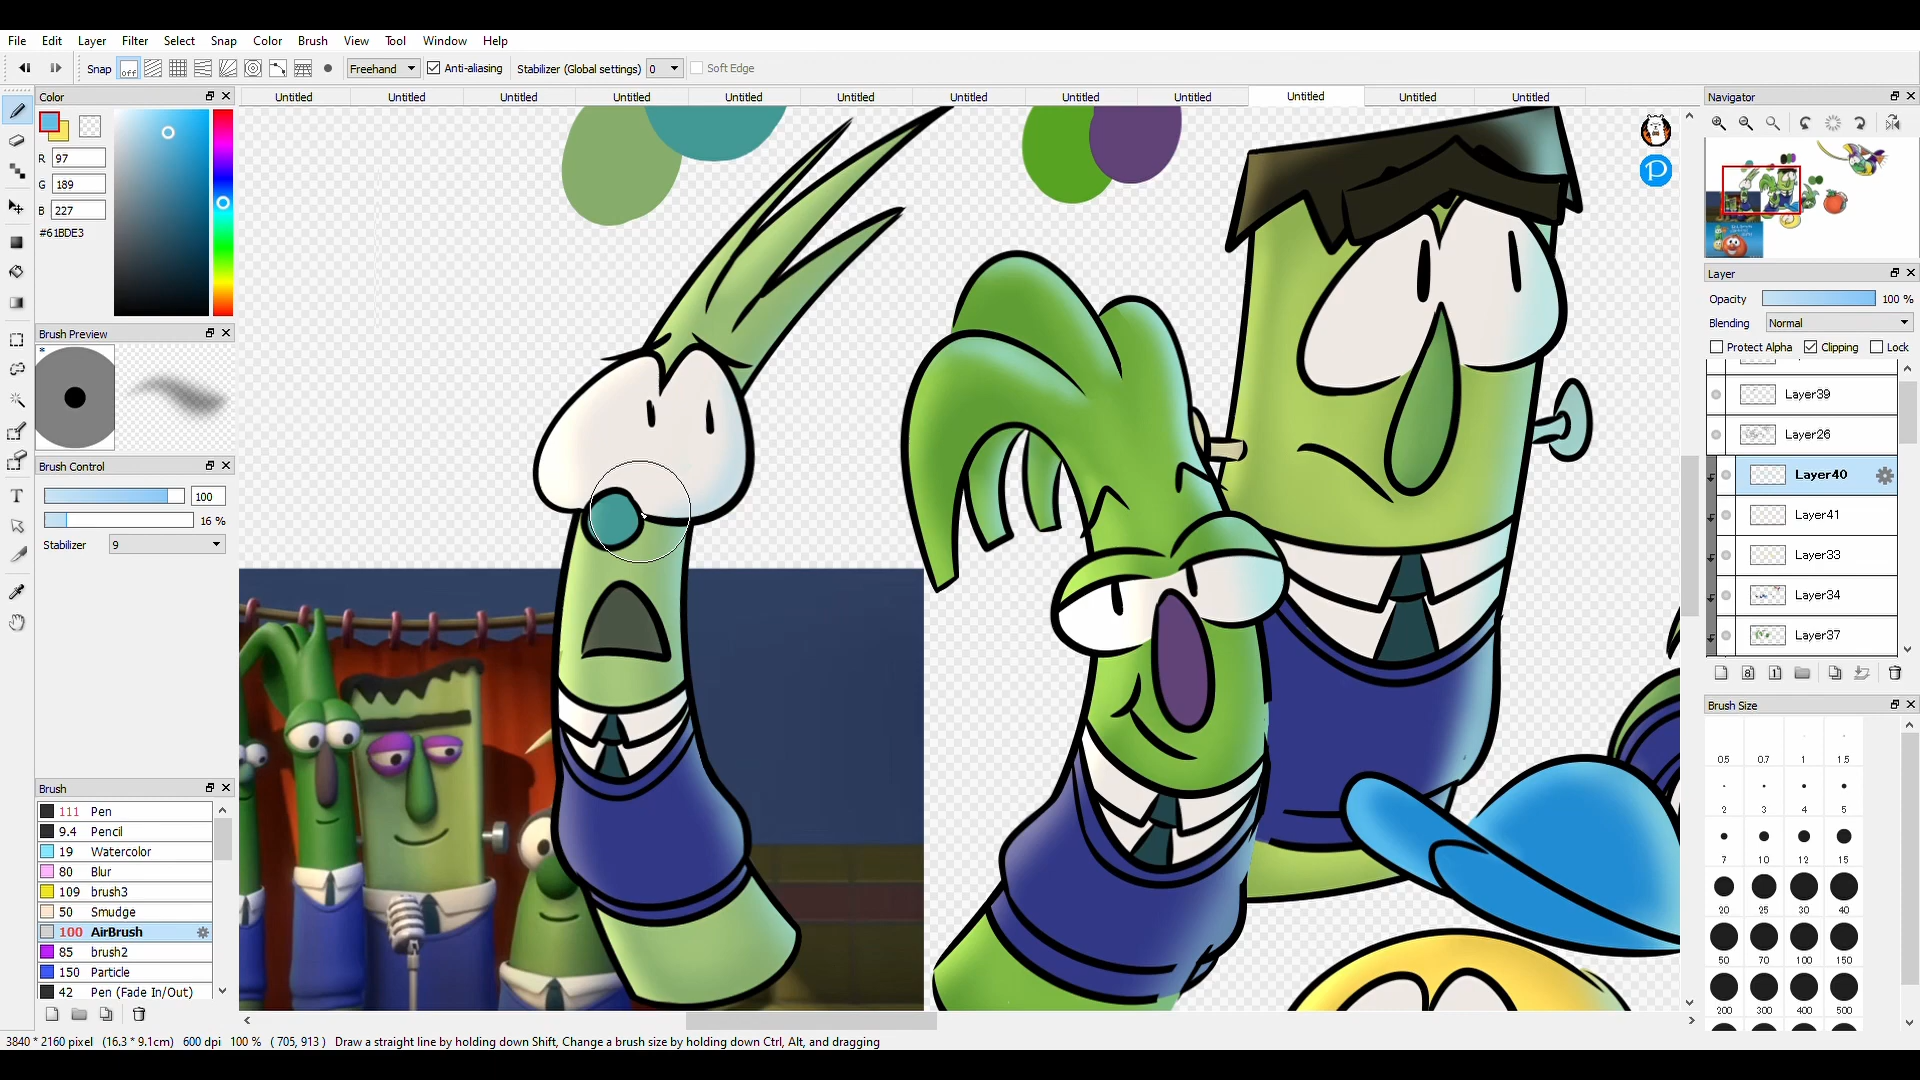 File Edit Layer Filter Select Snap Color Brush View Tool Window Help
Snap off Freehand Anti-aliasing Stabilizer (Global settings) 0 Soft Edge
Color
Untitled Untitled Untitled Untitled Untitled Untitled Untitled Untitled Untitled Untitled Untitled Untitled
Navigator
R 97
G 189
B 227
#61BDE3
P
Layer
Opacity 100 %
Blending Normal
Protect Alpha Clipping Lock
Brush Preview
*
Layer39
Layer26
Layer40
Layer41
Layer33
Layer34
Layer37
8 1
Brush Control
100
16 %
Stabilizer 9
T
Brush
111 Pen
9.4 Pencil
19 Watercolor
80 Blur
109 brush3
50 Smudge
100 AirBrush
85 brush2
150 Particle
42 Pen (Fade In/Out)
Brush Size
0.5 0.7 1 1.5
2 3 4 5
7 10 12 15
20 25 30 40
50 70 100 150
200 300 400 500
3840 * 2160 pixel (16.3 * 9.1cm) 600 dpi 100 % ( 705, 913 ) Draw a straight line by holding down Shift, Change a brush size by holding down Ctrl, Alt, and dragging